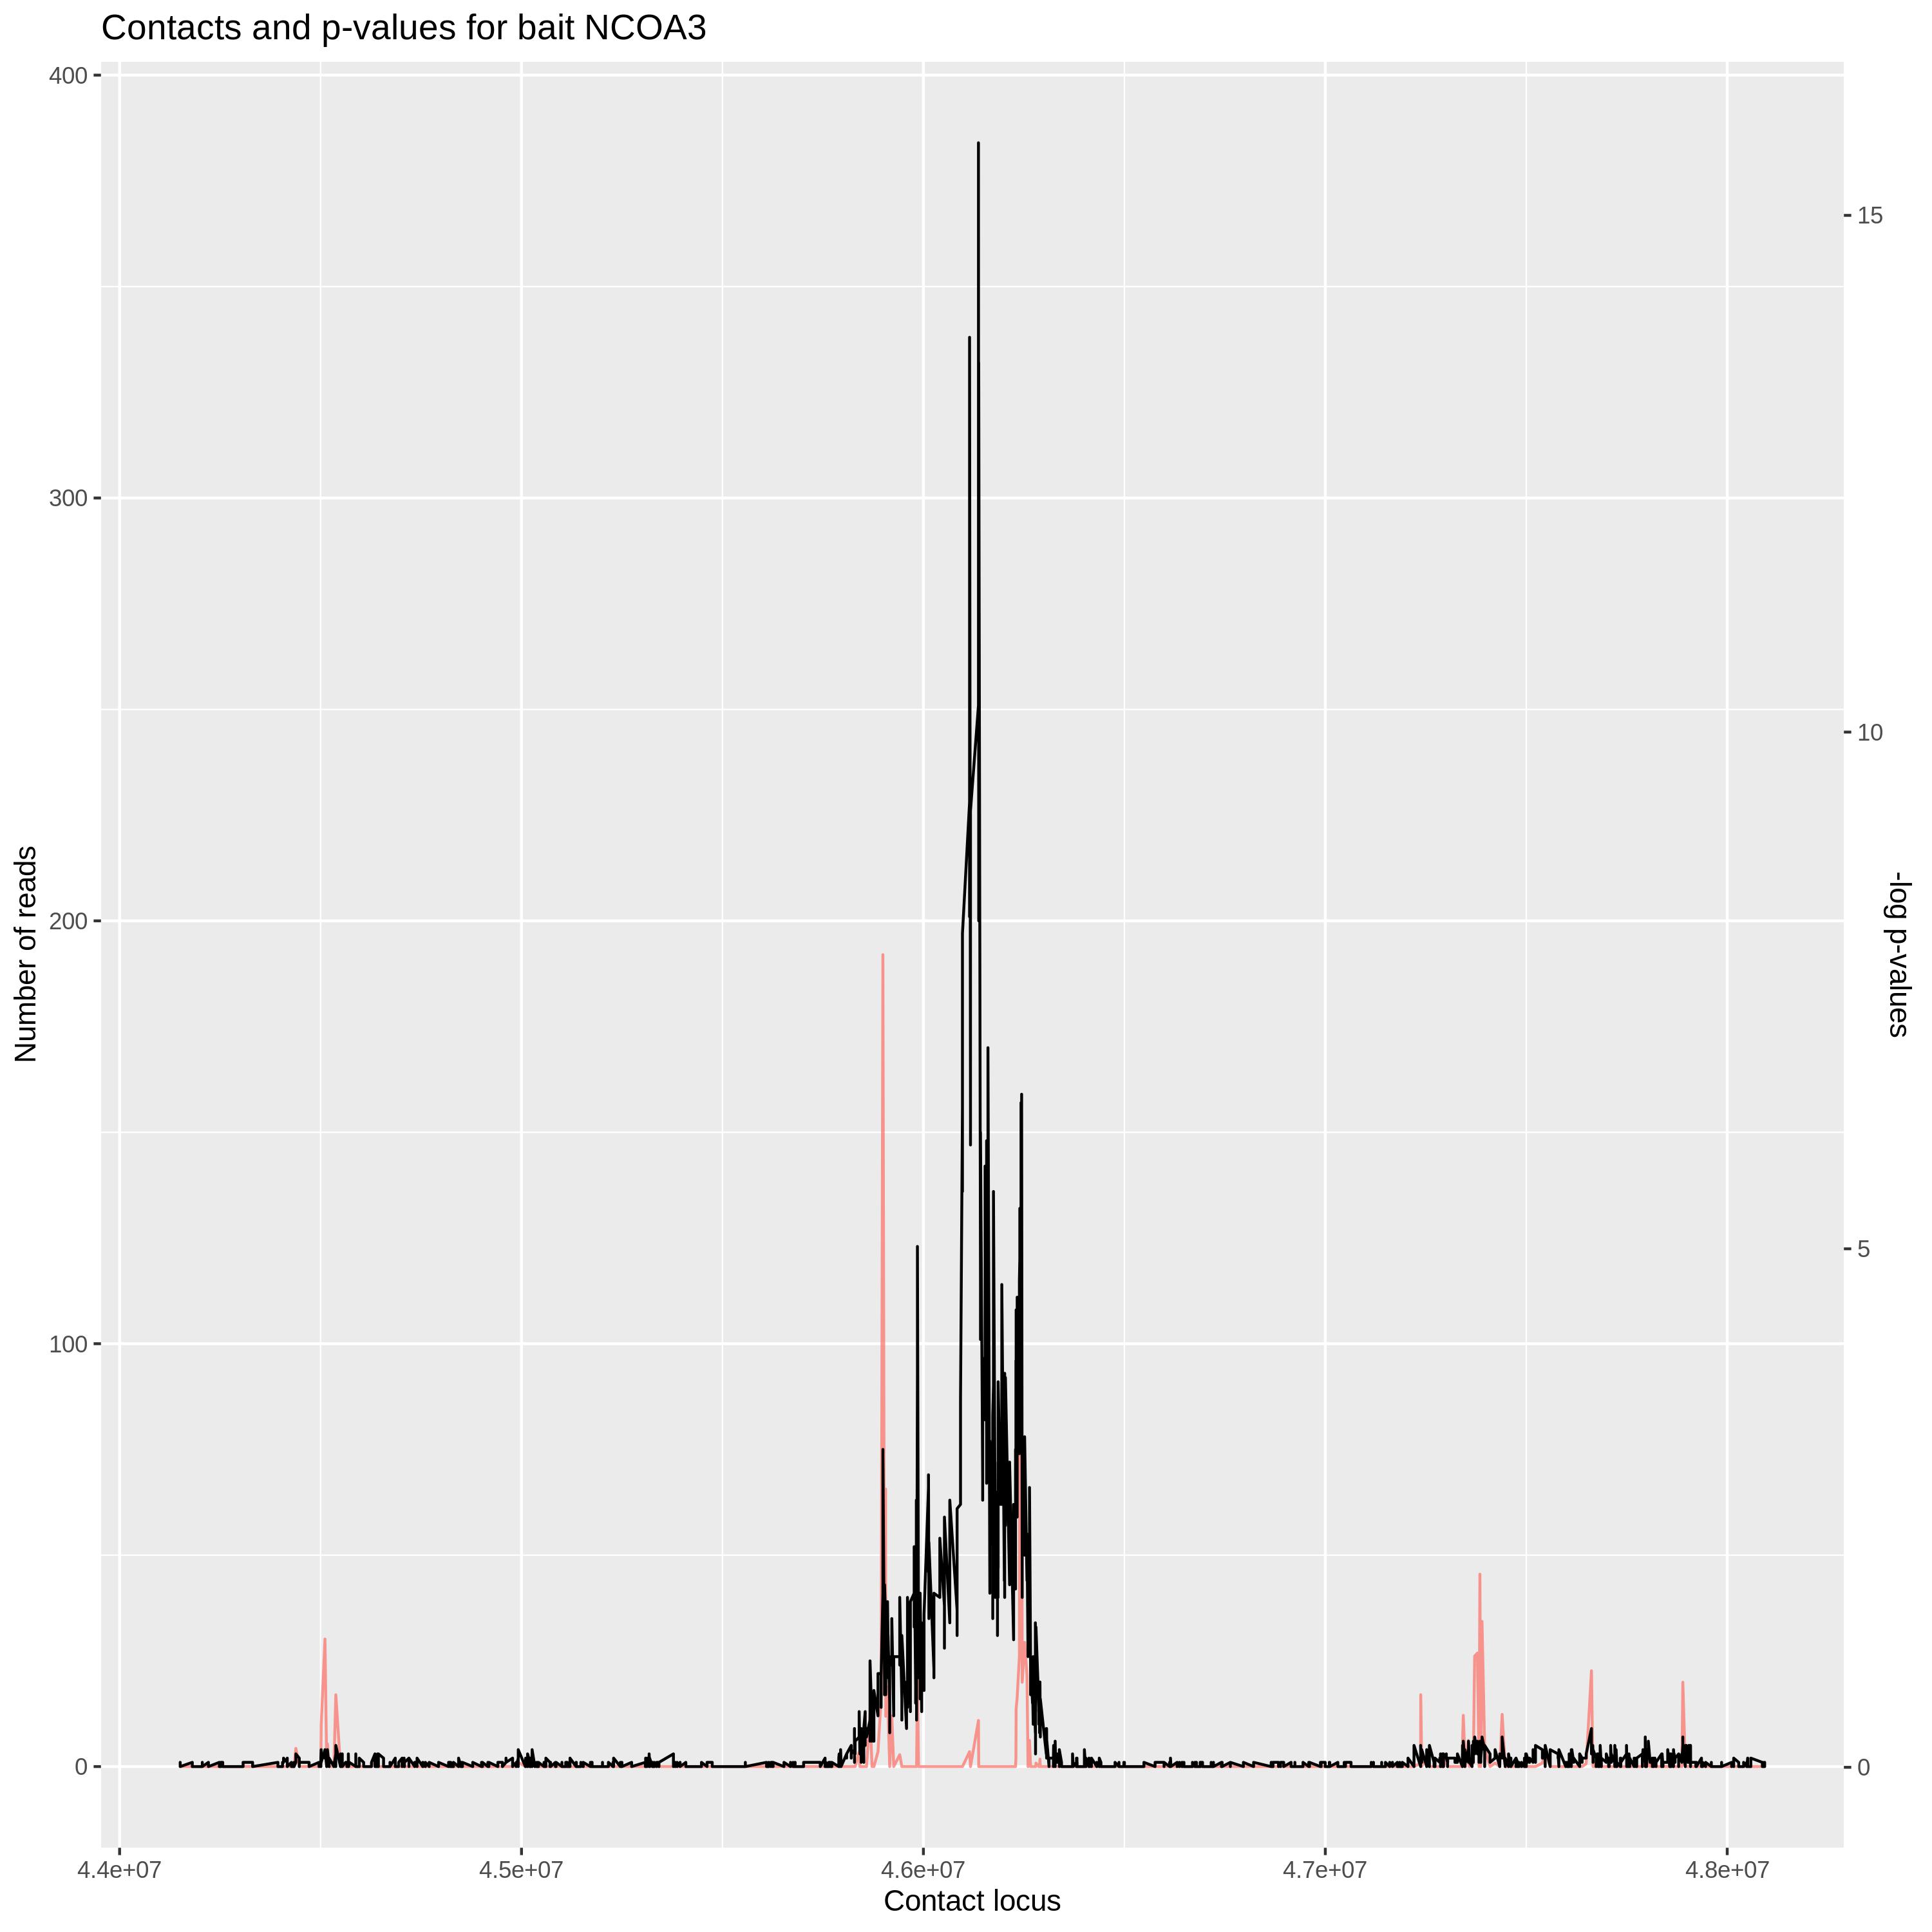 Contacts and p-values for bait NCOA3
400
300
200
100
0
Number of reads
15
10
5
0
-log p-values
4.4e+07
4.5e+07
4.6e+07
4.7e+07
4.8e+07
Contact locus